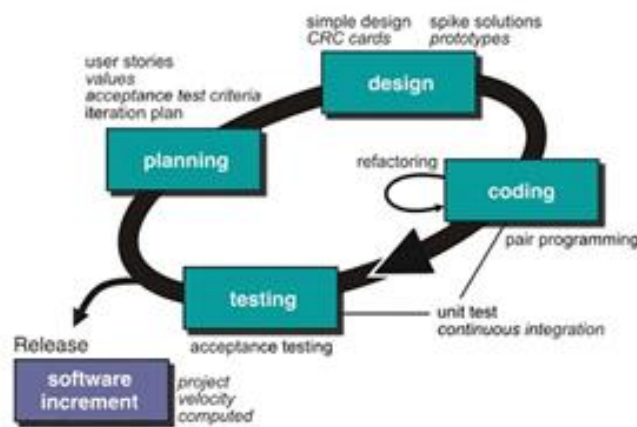 simple design
CRC cards
spike solutions
prototypes
user stories
values
acceptance test criteria
iteration plan
design
planning
refactoring
coding
pair programming
testing
unit test
continuous integration
acceptance testing
Release
software
increment
project
velocity
computed